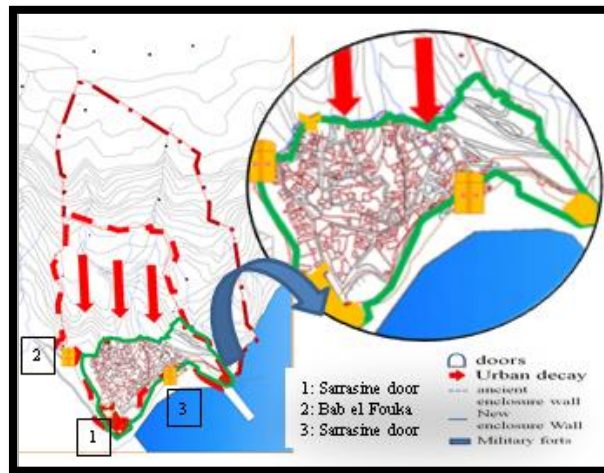 2
3
1
1: Sarrasine door
2: Bab el Fouka
3: Sarrasine door
doors
Urban decay
ancient
enclosure wall
New
enclosure Wall
Military forts